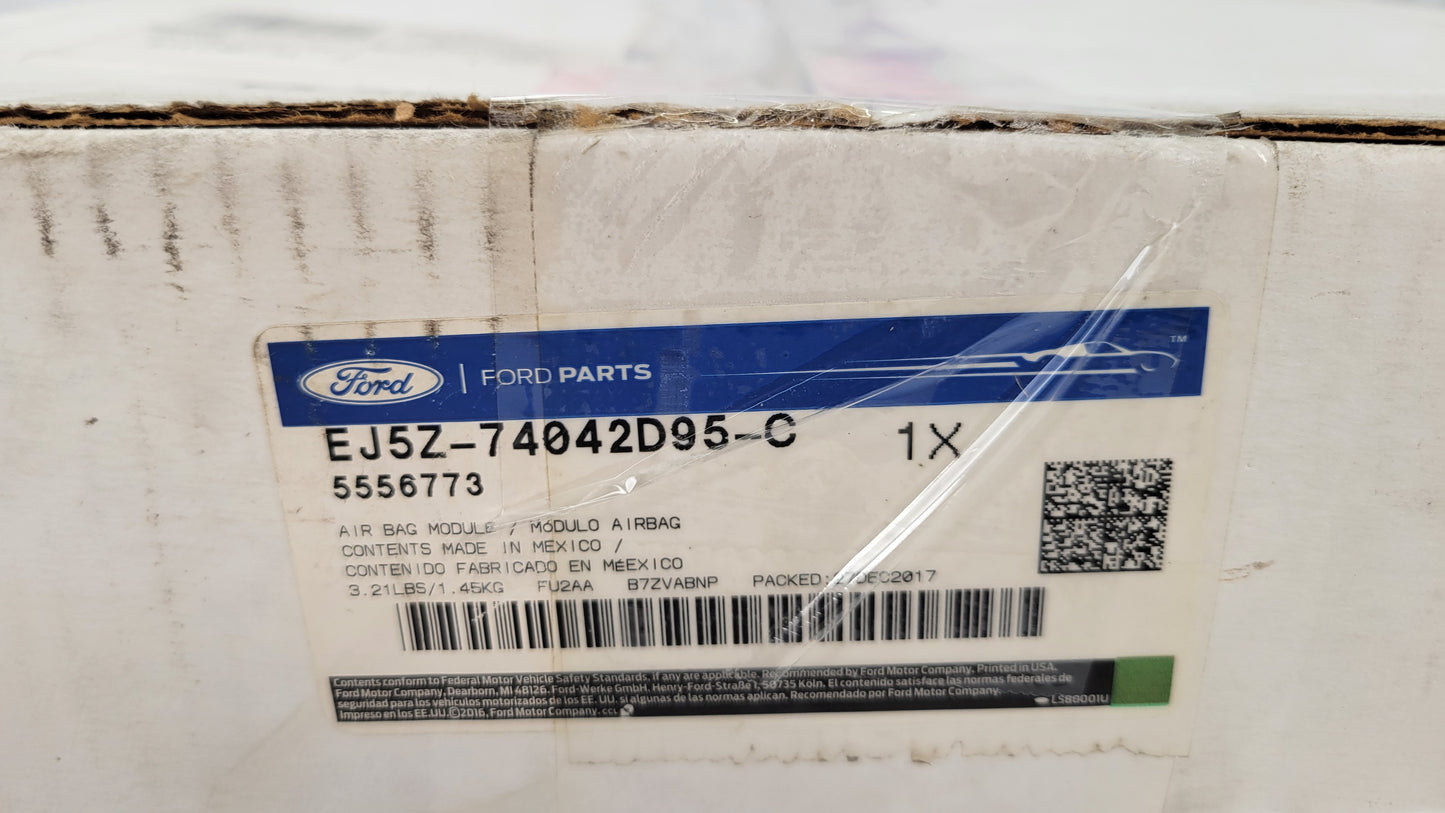 Ford | FORD PARTS TM
EJ5Z-74042D95-C 1X
5556773
AIR BAG MODULE / MóDULO AIRBAG
CONTENTS MADE IN MEXICO /
CONTENIDO FABRICADO EN MéEXICO
3.21LBS/1.45KG FU2AA B7ZVABNP PACKED:27DEC2017
Contents conform to Federal Motor Vehicle Safety Standards, if any are applicable. Recommended by Ford Motor Company. Printed in USA.
Ford Motor Company, Dearborn, MI 48126. Ford-Werke GmbH. Henry-Ford-Straße 1, 50735 Köln. El contenido satisface las normas federales de
seguridad para los vehículos motorizados de los EE. UU. si algunas de las normas aplican. Recomendado por Ford Motor Company.
Impreso en los EE.UU.©2016, Ford Motor Company. CCL LS88001U